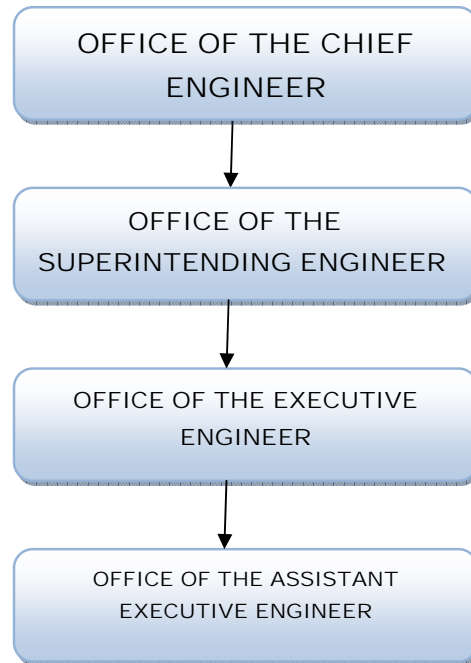 OFFICE OF THE CHIEF
ENGINEER
OFFICE OF THE
SUPERINTENDING ENGINEER
OFFICE OF THE EXECUTIVE
ENGINEER
OFFICE OF THE ASSISTANT
EXECUTIVE ENGINEER